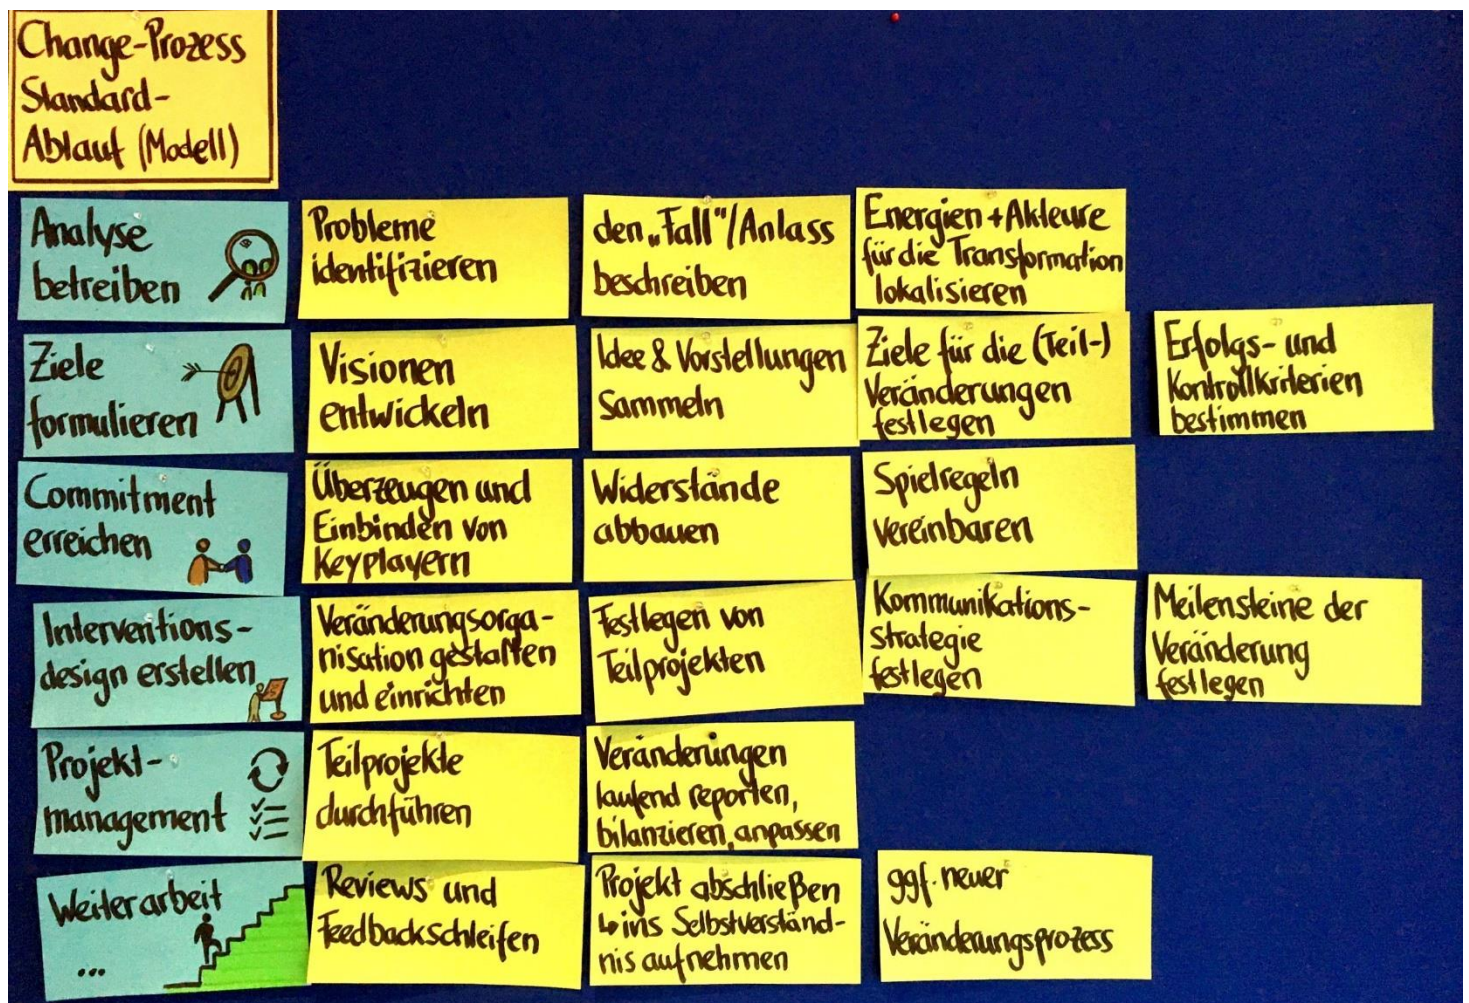 Change-Prozess
Standard-
Ablauf (Modell)
Analyse
betreiben
Probleme
identifizieren
den „Fall"/Anlass
beschreiben
Energien + Akteure
für die Transformation
lokalisieren
Ziele
formulieren
Visionen
entwickeln
Idee & Vorstellungen
Sammeln
Ziele für die (Teil-)
Veränderungen
festlegen
Erfolgs- und
Kontrollkriterien
bestimmen
Commitment
erreichen
Überzeugen und
Einbinden von
Keyplayern
Widerstände
abbauen
Spielregeln
vereinbaren
Interventions-
design erstellen
Veränderungsorga-
nisation gestalten
und einrichten
Festlegen von
Teilprojekten
Kommunikations-
strategie
festlegen
Meilensteine der
Veränderung
festlegen
Projekt-
management
Teilprojekte
durchführen
Veränderungen
laufend reporten,
bilanzieren, anpassen
Weiterarbeit
...
Reviews und
Feedbackschleifen
Projekt abschließen
↳ ins Selbstverständ-
nis aufnehmen
ggf. neuer
Veränderungsprozess